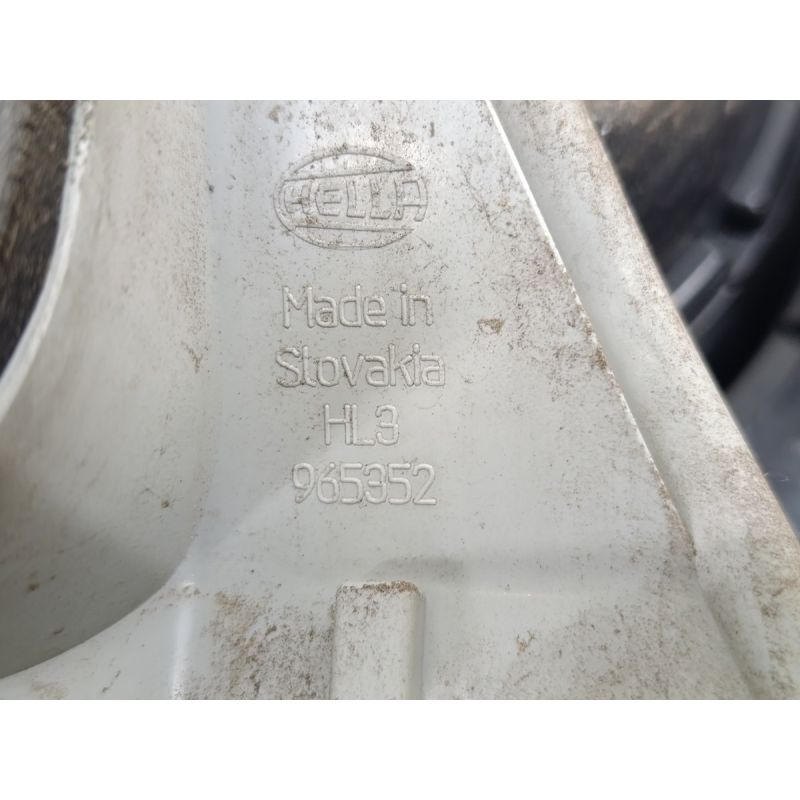 HELLA
Made in
Slovakia
HL3
965352